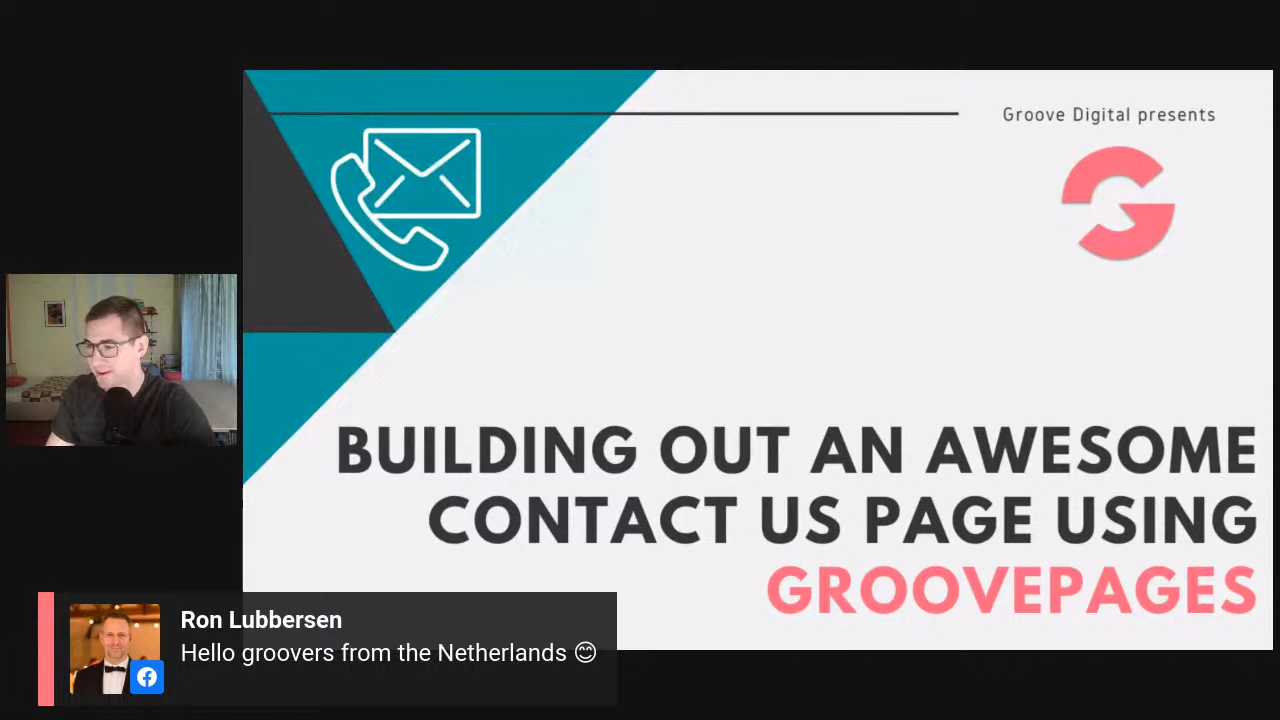 Groove Digital presents
BUILDING OUT AN AWESOME
CONTACT US PAGE USING
GROOVEPAGES
Ron Lubbersen
Hello groovers from the Netherlands 😊